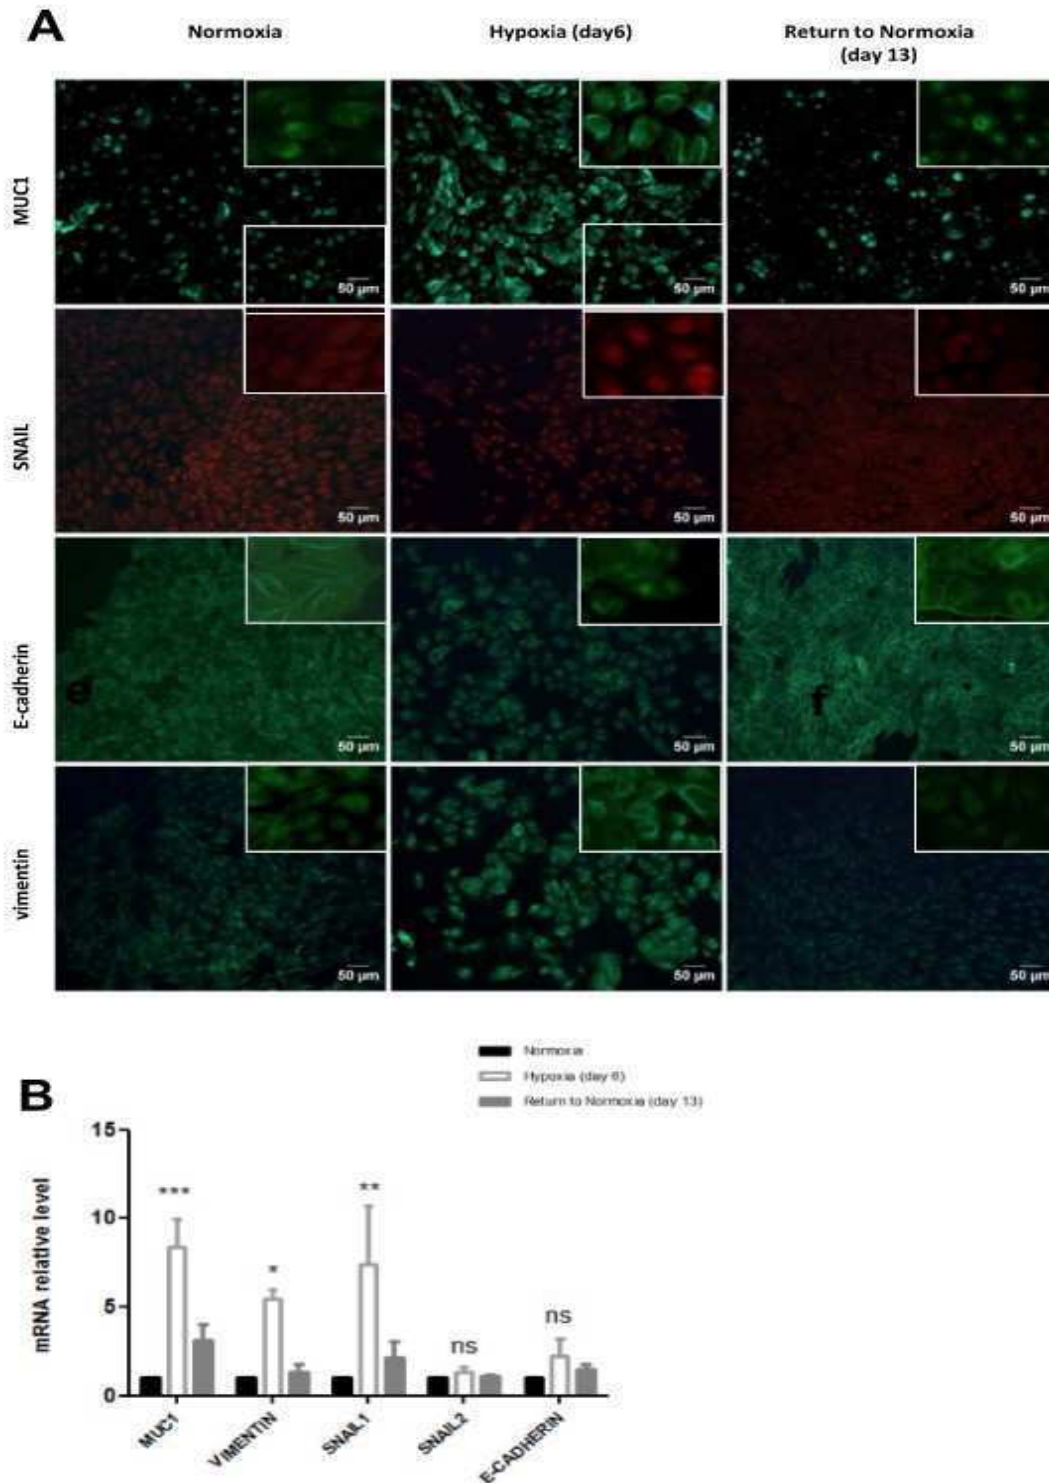 A
Normoxia
Hypoxia (day6)
Return to Normoxia
(day 13)
MUC1
50 µm
50 µm
50 µm
SNAIL
50 µm
50 µm
50 µm
E-cadherin
e
f
50 µm
50 µm
50 µm
vimentin
50 µm
50 µm
50 µm
B
Normoxia
Hypoxia (day 6)
Return to Normoxia (day 13)
mRNA relative level
15
10
5
0
***
*
**
ns
ns
MUC1
VIMENTIN
SNAIL1
SNAIL2
E-CADHERIN